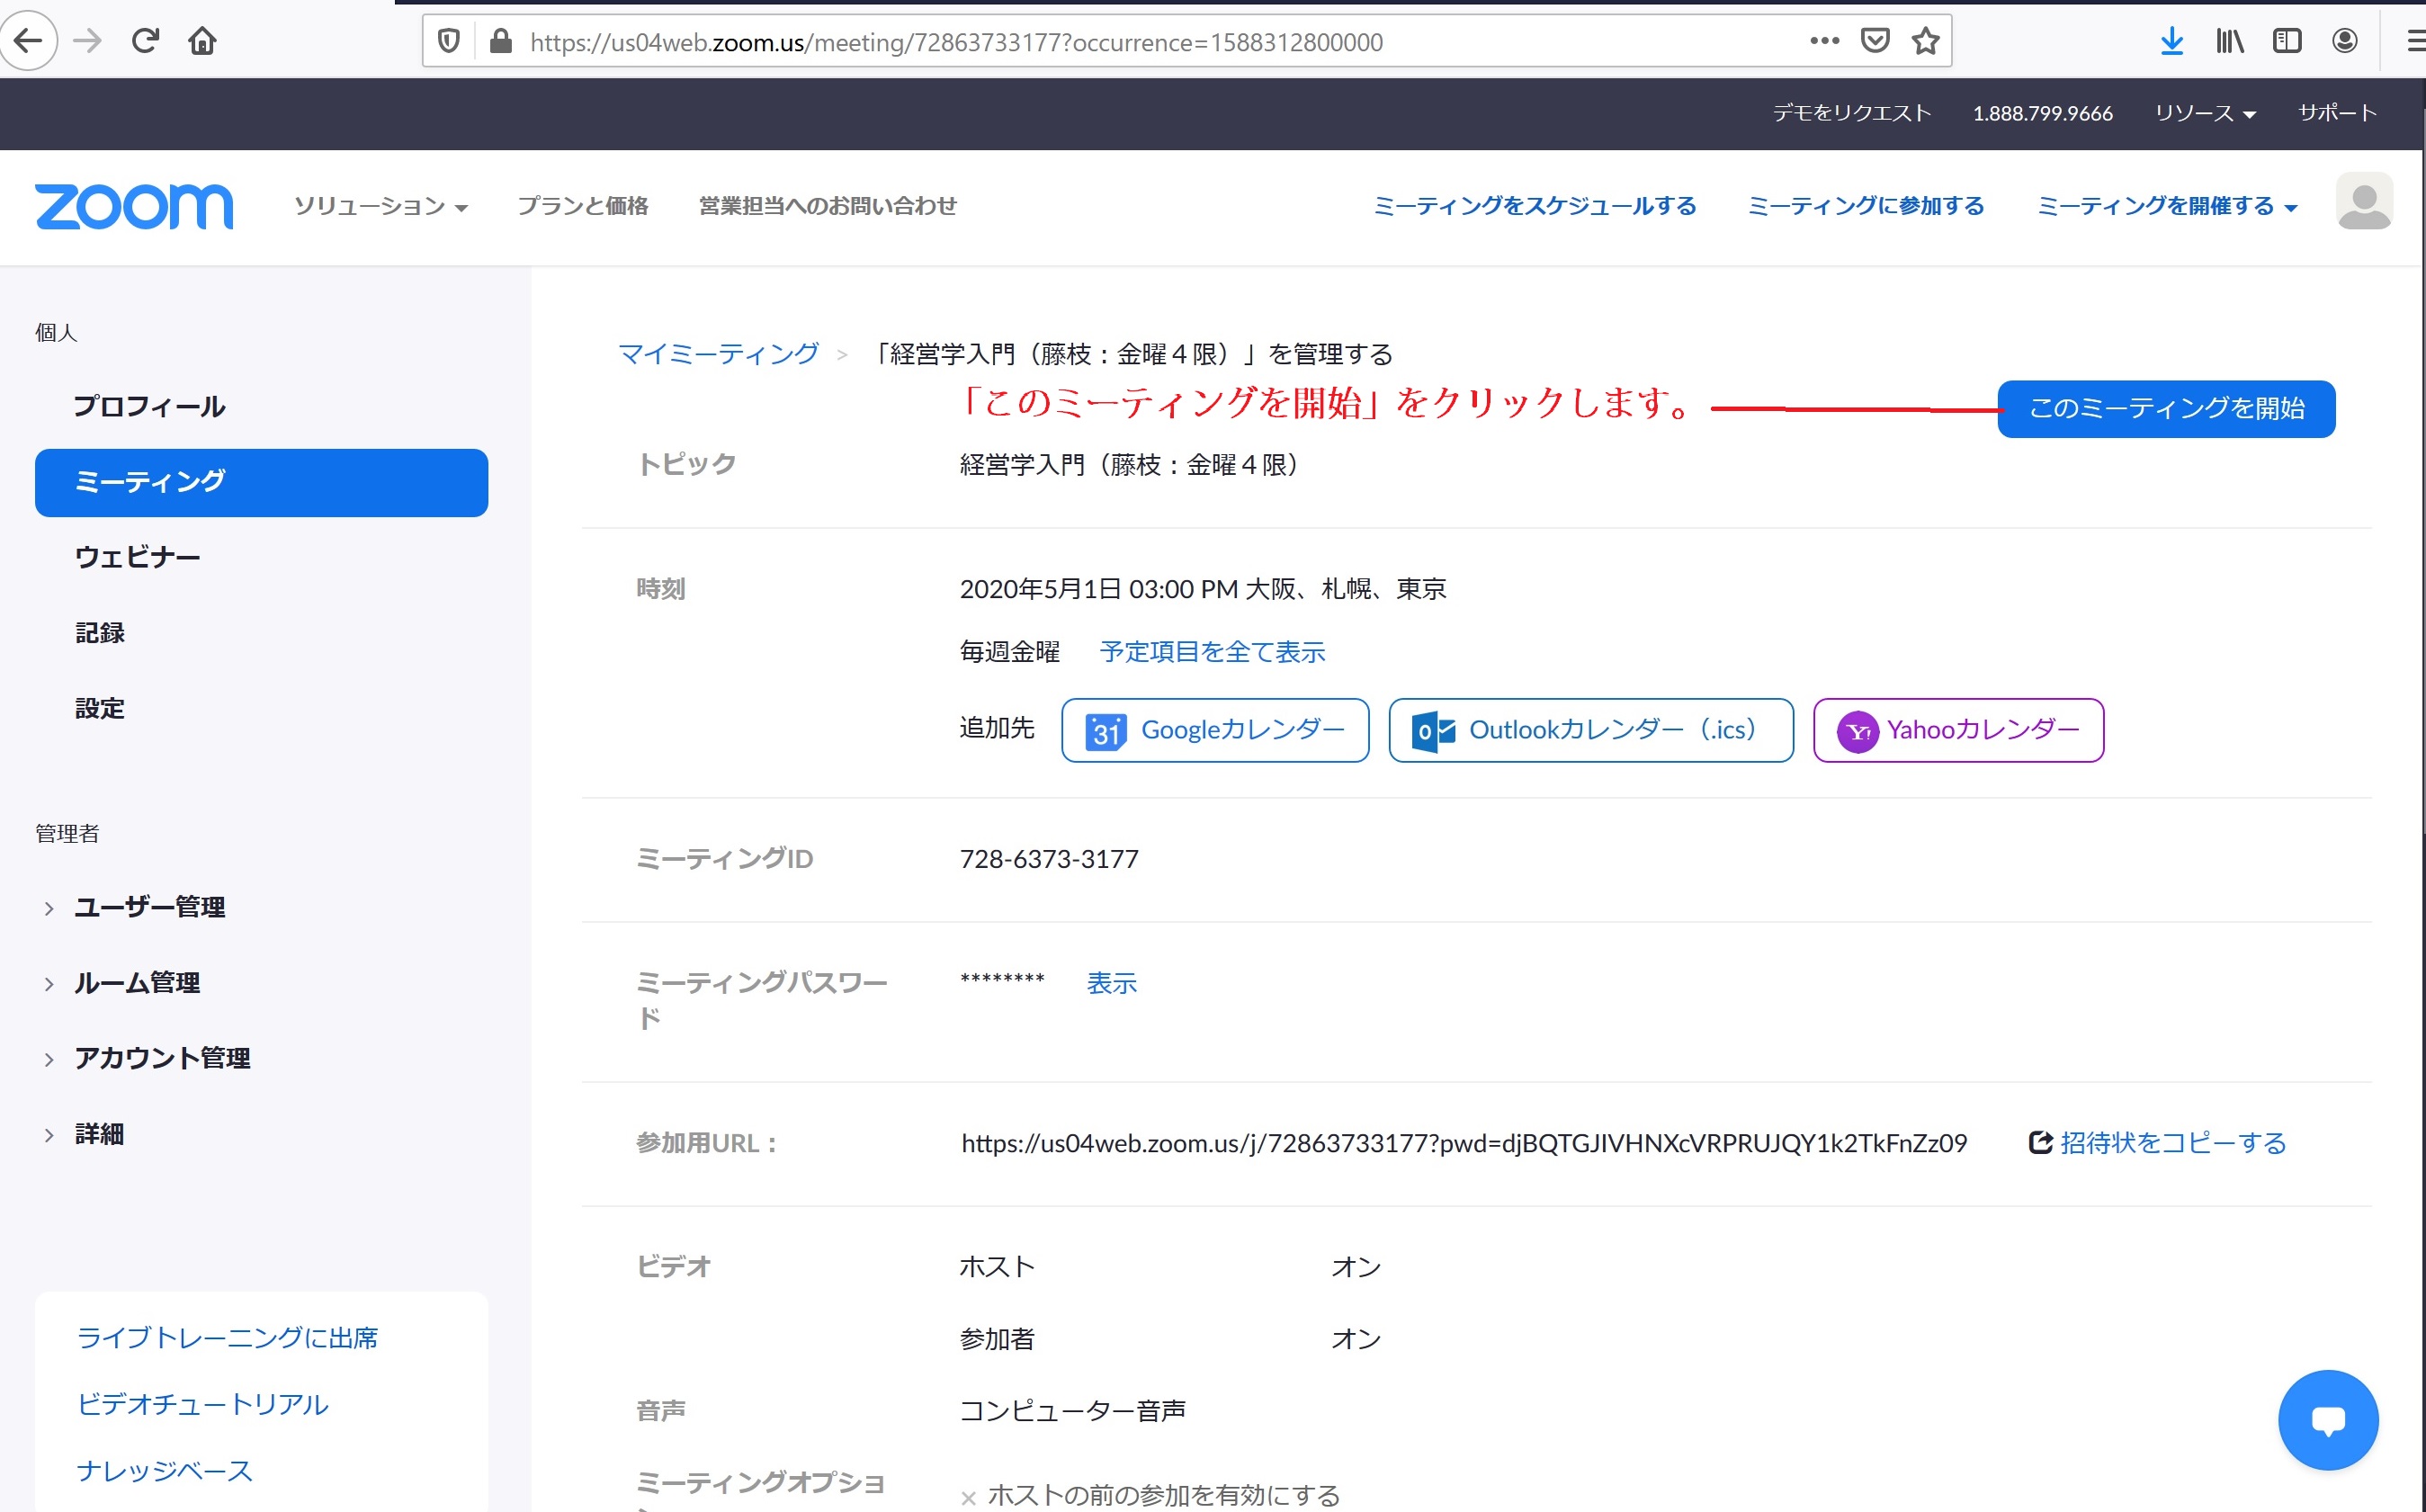 https://us04web.zoom.us/meeting/72863733177?occurrence=1588312800000
デモをリクエスト 1.888.799.9666 リソース サポート
zoom ソリューション プランと価格 営業担当へのお問い合わせ ミーティングをスケジュールする ミーティングに参加する ミーティングを開催する
個人
プロフィール
ミーティング
ウェビナー
記録
設定
管理者
ユーザー管理
ルーム管理
アカウント管理
詳細
ライブトレーニングに出席
ビデオチュートリアル
ナレッジベース
マイミーティング > 「経営学入門（藤枝：金曜４限）」を管理する
「このミーティングを開始」をクリックします。 このミーティングを開始
トピック 経営学入門（藤枝：金曜４限）
時刻 2020年5月1日 03:00 PM 大阪、札幌、東京
毎週金曜 予定項目を全て表示
追加先 31 Googleカレンダー Outlookカレンダー（.ics） Yahooカレンダー
ミーティングID 728-6373-3177
ミーティングパスワー ******** 表示
ド
参加用URL： https://us04web.zoom.us/j/72863733177?pwd=djBQTGJIVHNXcVRPRUJQY1k2TkFnZz09 招待状をコピーする
ビデオ ホスト オン
参加者 オン
音声 コンピューター音声
ミーティングオプショ
× ホストの前の参加を有効にする